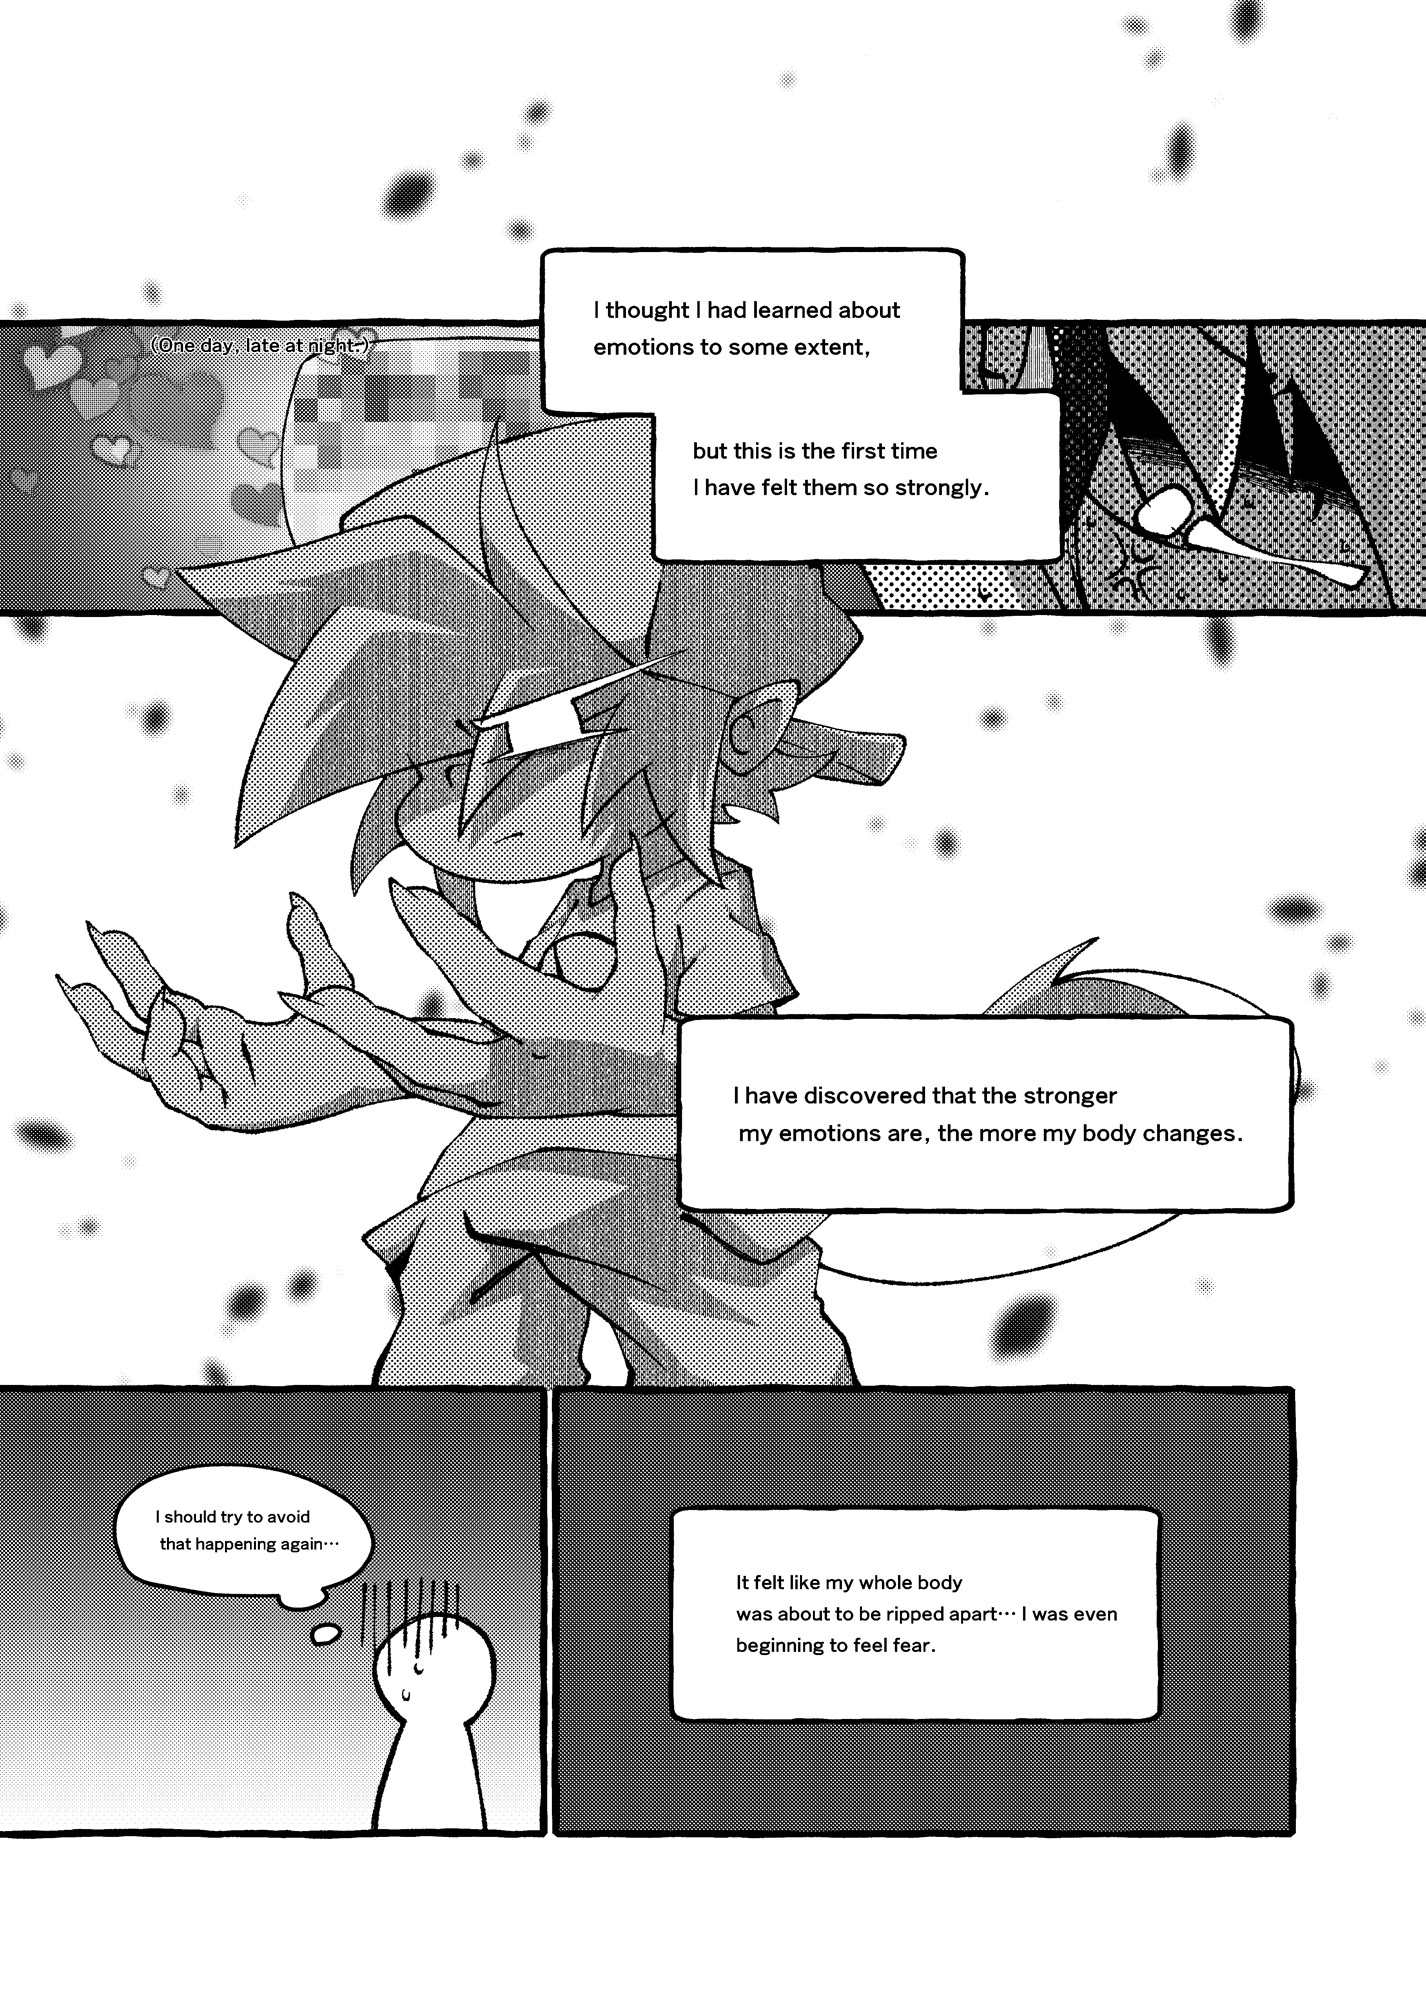 I thought I had learned about
emotions to some extent,
but this is the first time
I have felt them so strongly.
(One day, late at night.)
I have discovered that the stronger
my emotions are, the more my body changes.
It felt like my whole body
was about to be ripped apart… I was even
beginning to feel fear.
I should try to avoid
that happening again…